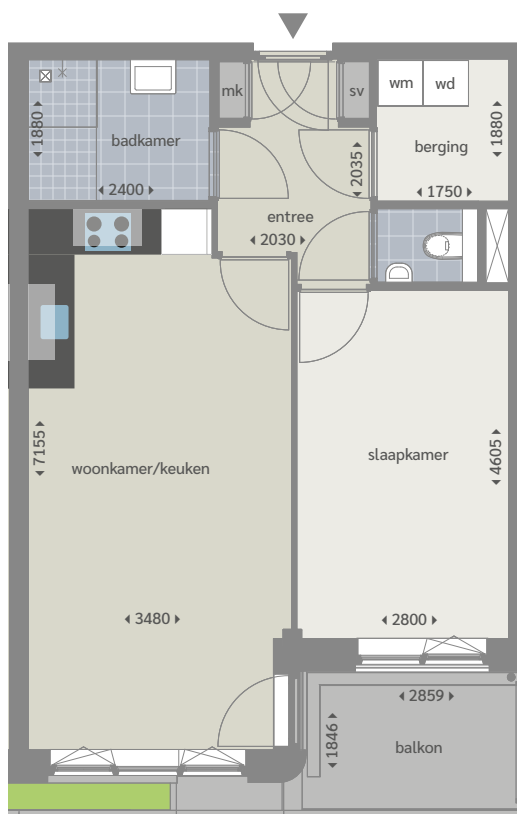 mk
sv
wm
wd
1880
badkamer
2035
berging
1880
2400
1750
entree
2030
7155
woonkamer/keuken
slaapkamer
4605
3480
2800
2859
1846
balkon